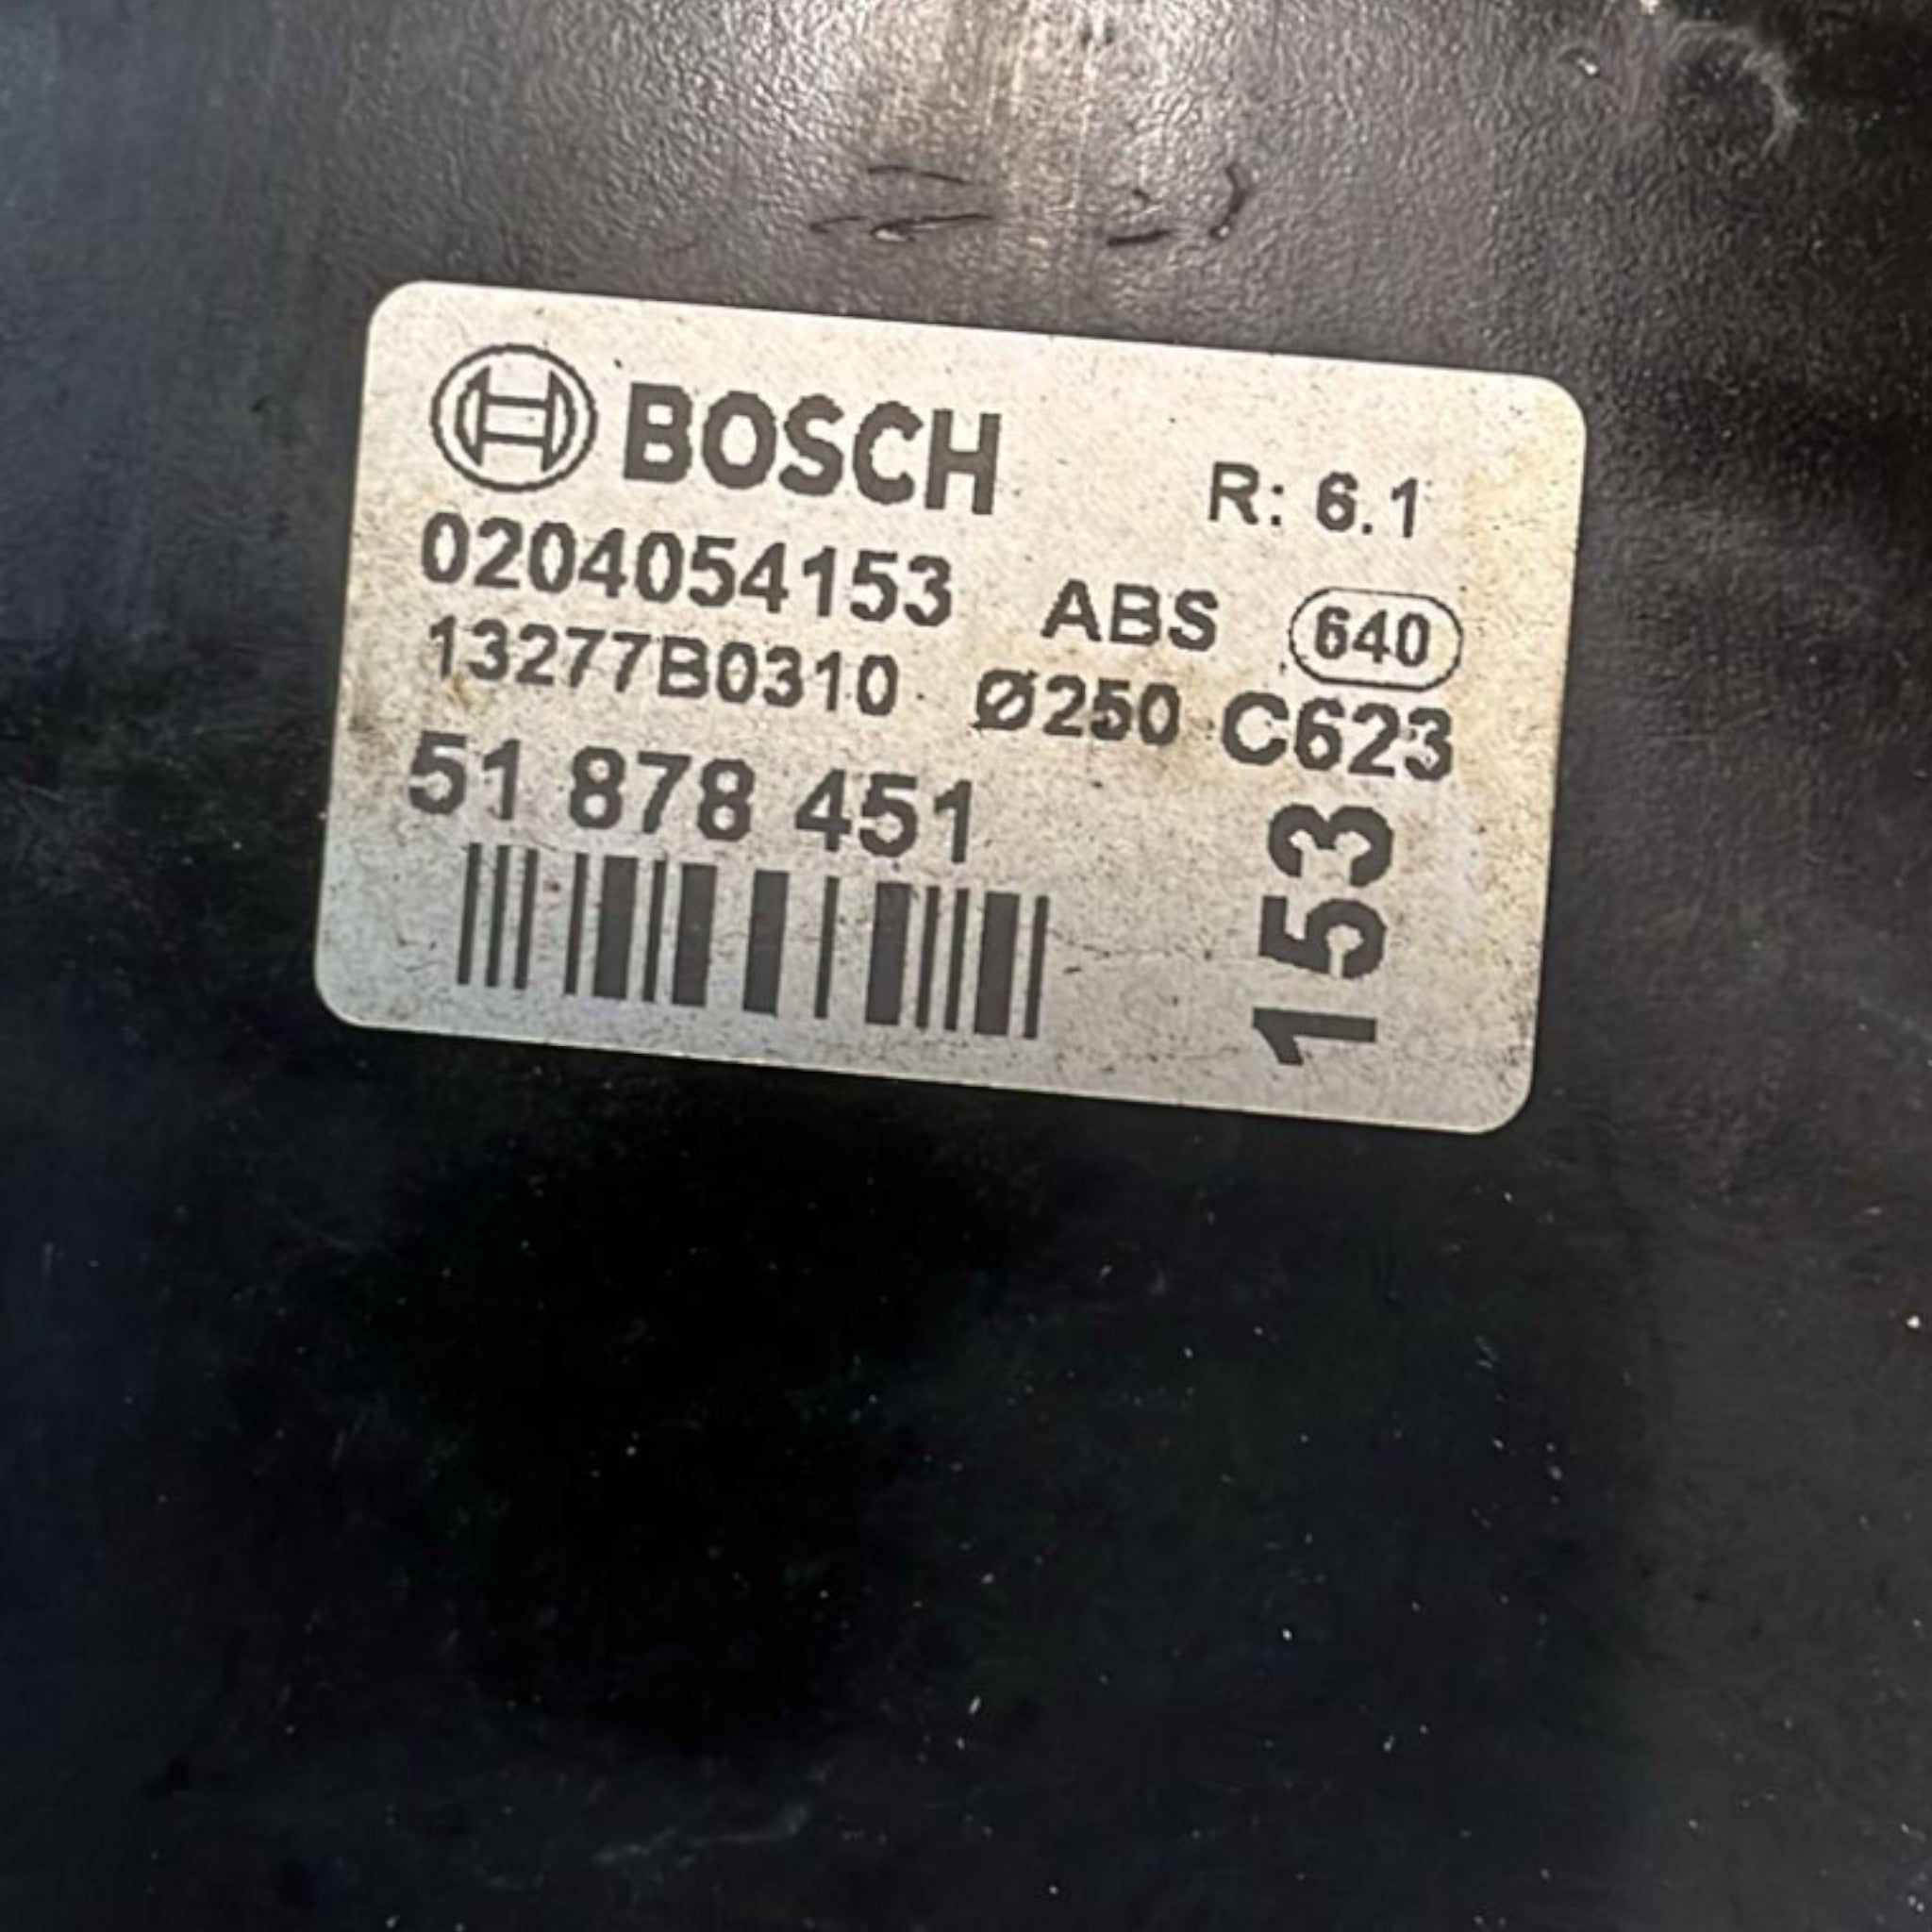 BOSCH R: 6.1
0204054153 ABS 640
13277B0310 Ø250 C623
51 878 451
153